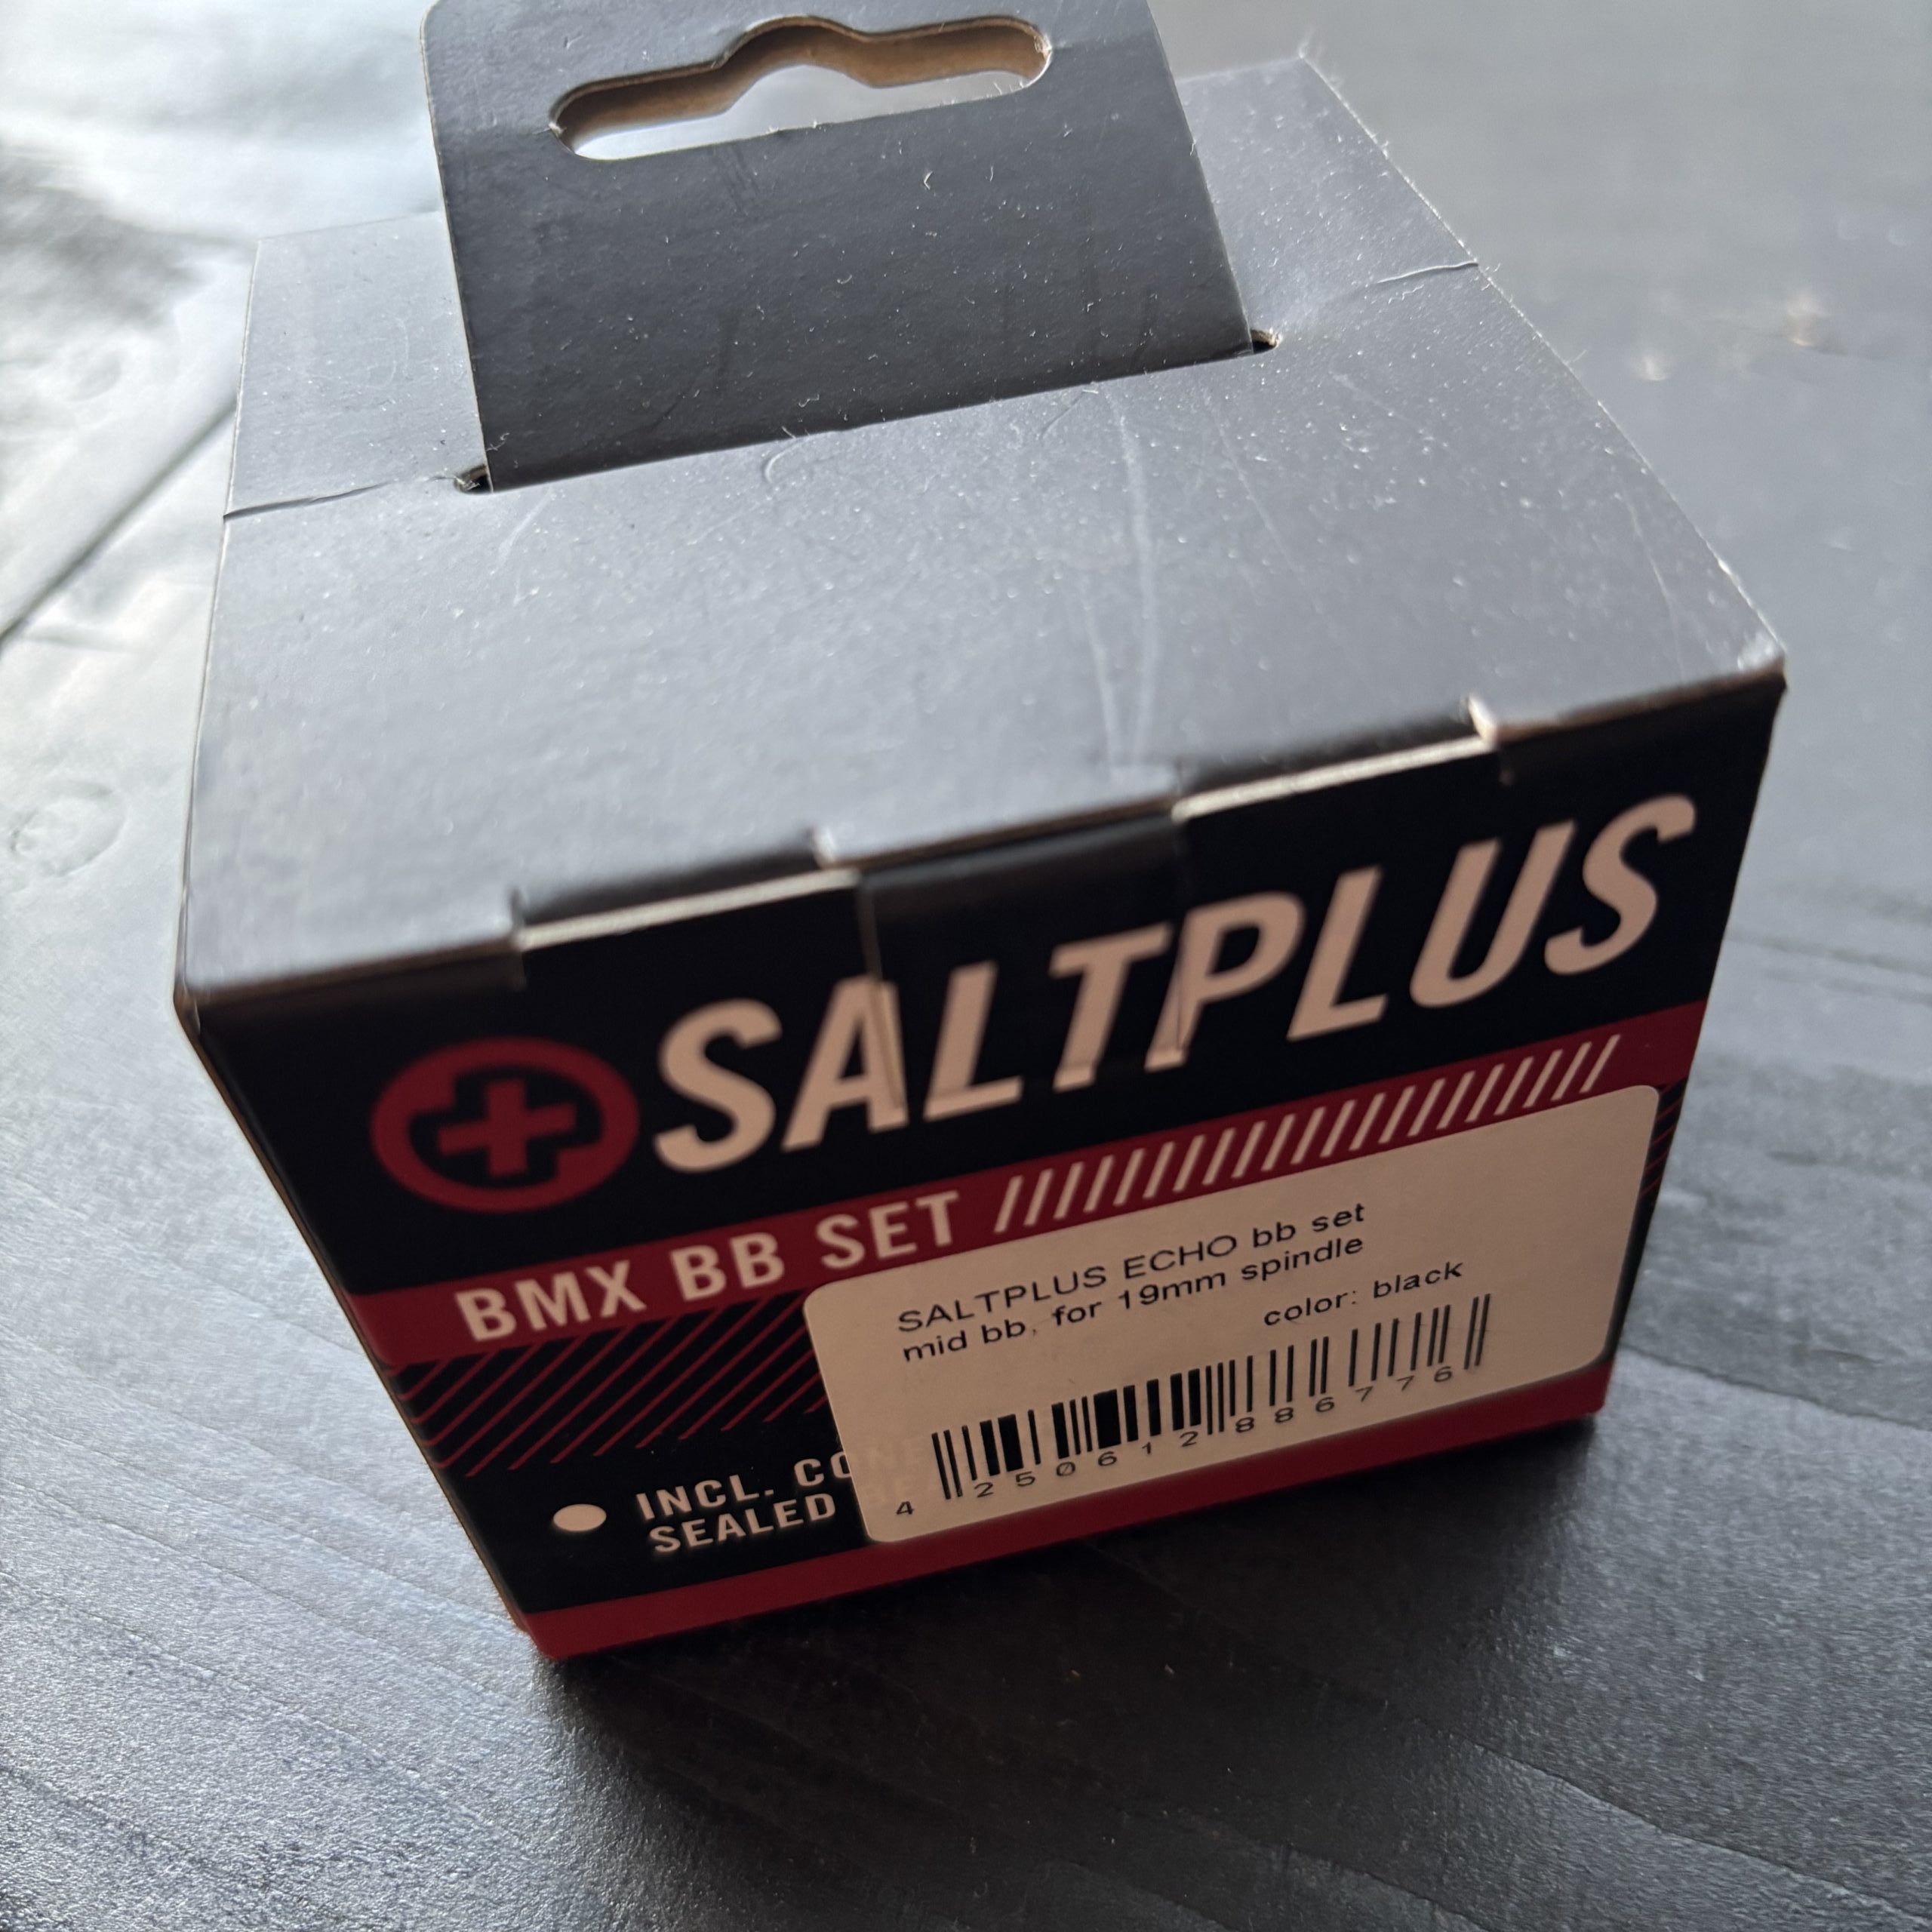 SALTPLUS
BMX BB SET
SALTPLUS ECHO bb set
mid bb, for 19mm spindle
color: black
4 250612 886776
INCL.
SEALED